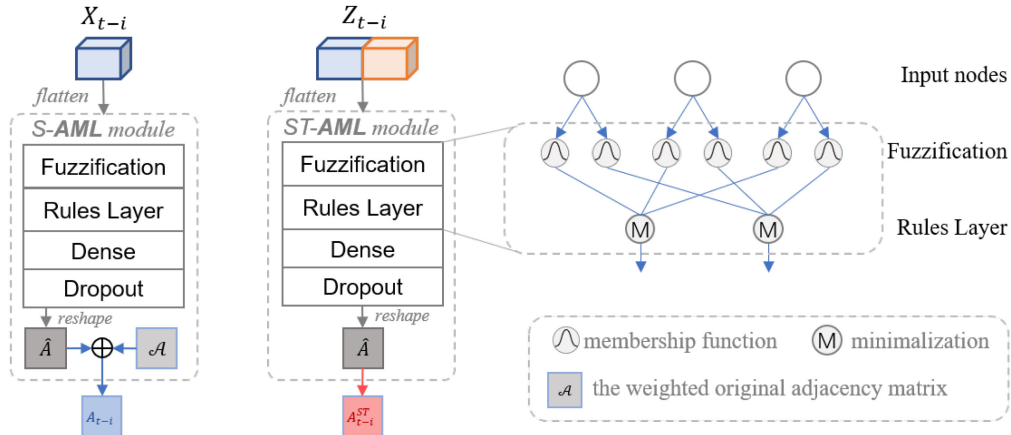 X_{t-i}
flatten
S-AML module
Fuzzification
Rules Layer
Dense
Dropout
reshape
Â
𝒜
A_{t-i}
Z_{t-i}
flatten
ST-AML module
Fuzzification
Rules Layer
Dense
Dropout
reshape
Â
A^{ST}_{t-i}
Input nodes
Fuzzification
M M
Rules Layer
membership function
M minimalization
𝒜 the weighted original adjacency matrix